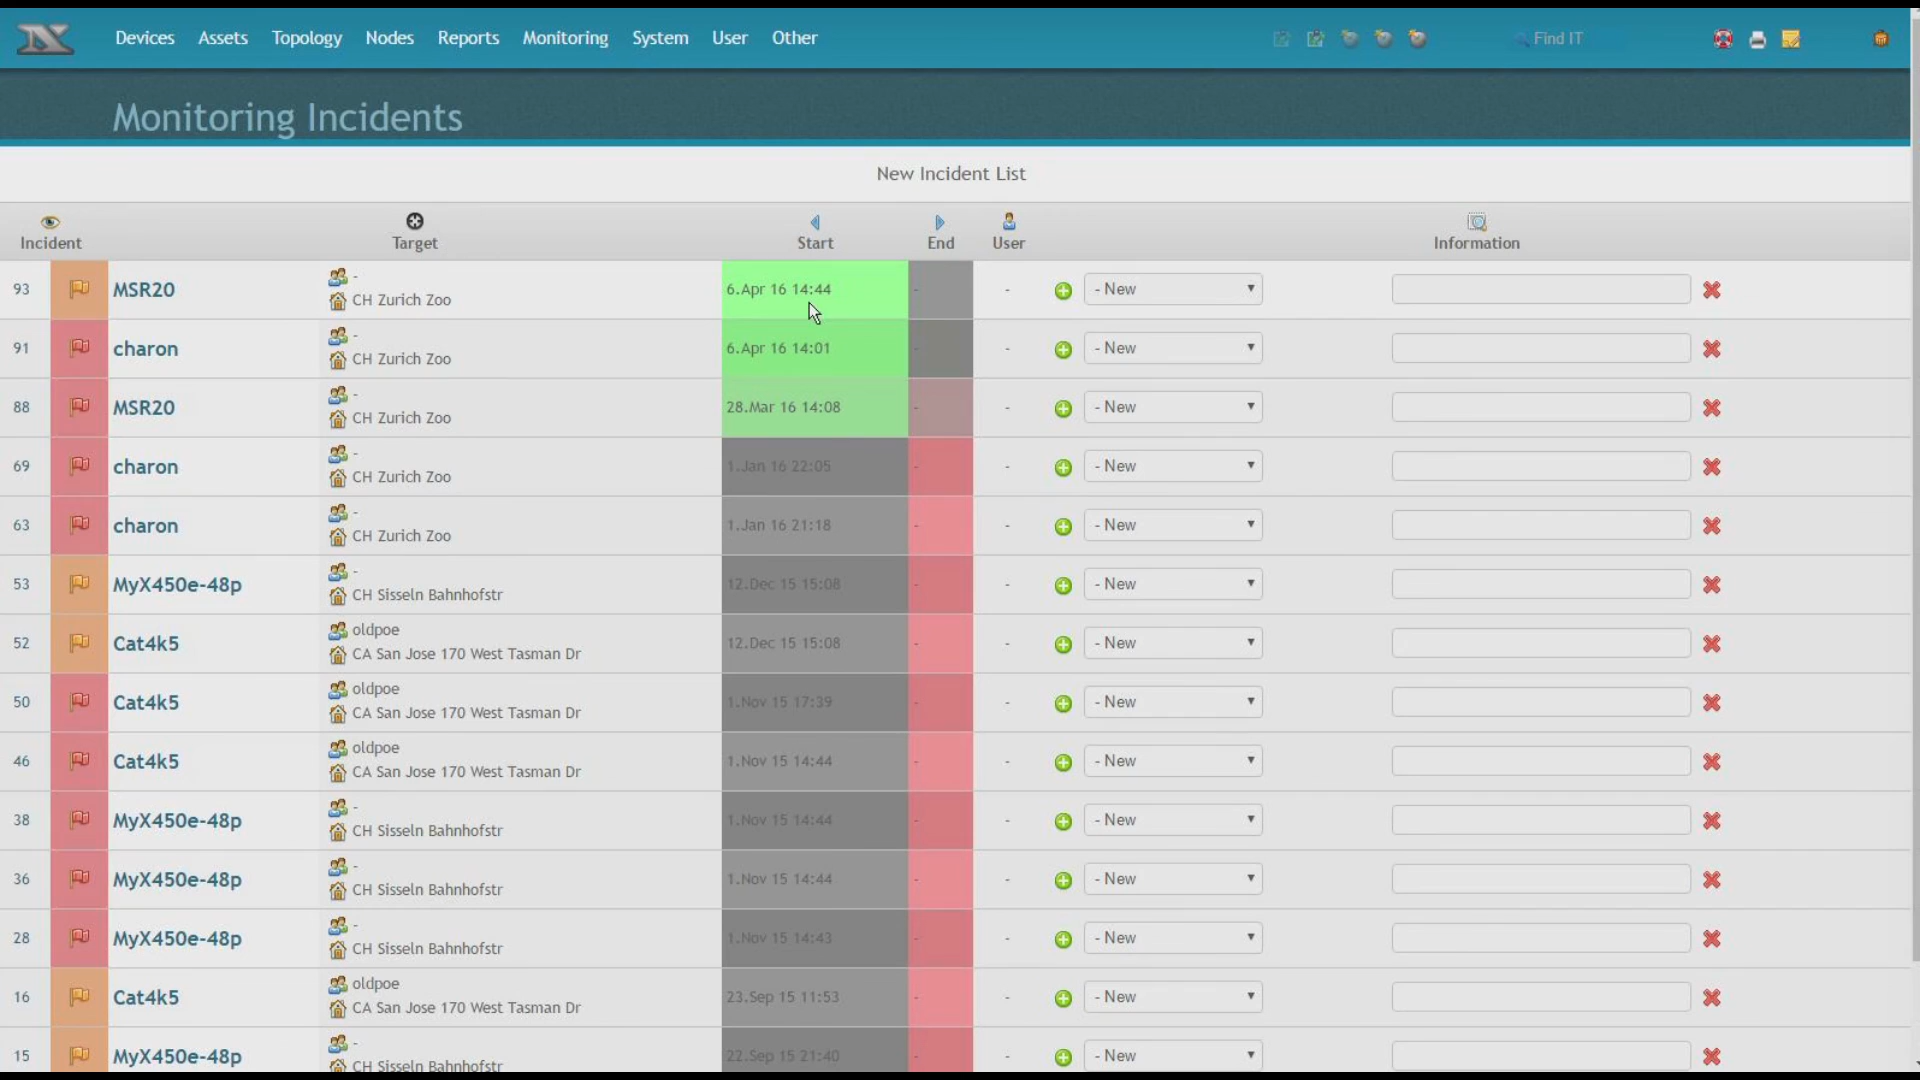 Devices Assets Topology Nodes Reports Monitoring System User Other Find IT
Monitoring Incidents
New Incident List
Incident Target Start End User Information
93 MSR20 - 6.Apr 16 14:44 - - - New
CH Zurich Zoo
91 charon - 6.Apr 16 14:01 - - - New
CH Zurich Zoo
88 MSR20 - 28.Mar 16 14:08 - - - New
CH Zurich Zoo
69 charon - 1.Jan 16 22:05 - - - New
CH Zurich Zoo
63 charon - 1.Jan 16 21:18 - - - New
CH Zurich Zoo
53 MyX450e-48p - 12.Dec 15 15:08 - - - New
CH Sisseln Bahnhofstr
52 Cat4k5 oldpoe 12.Dec 15 15:08 - - - New
CA San Jose 170 West Tasman Dr
50 Cat4k5 oldpoe 1.Nov 15 17:39 - - - New
CA San Jose 170 West Tasman Dr
46 Cat4k5 oldpoe 1.Nov 15 14:44 - - - New
CA San Jose 170 West Tasman Dr
38 MyX450e-48p - 1.Nov 15 14:44 - - - New
CH Sisseln Bahnhofstr
36 MyX450e-48p - 1.Nov 15 14:44 - - - New
CH Sisseln Bahnhofstr
28 MyX450e-48p - 1.Nov 15 14:43 - - - New
CH Sisseln Bahnhofstr
16 Cat4k5 oldpoe 23.Sep 15 11:53 - - - New
CA San Jose 170 West Tasman Dr
15 MyX450e-48p - 22.Sep 15 21:40 - - - New
CH Sisseln Bahnhofstr